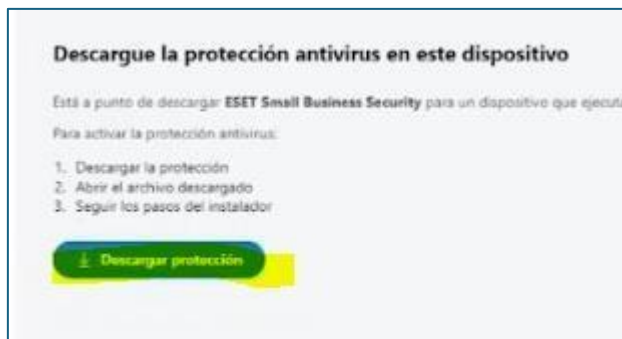 Descargue la protección antivirus en este dispositivo
Está a punto de descargar ESET Small Business Security para un dispositivo que ejecuta
Para activar la protección antivirus:
1. Descargar la protección
2. Abrir el archivo descargado
3. Seguir los pasos del instalador
Descargar protección